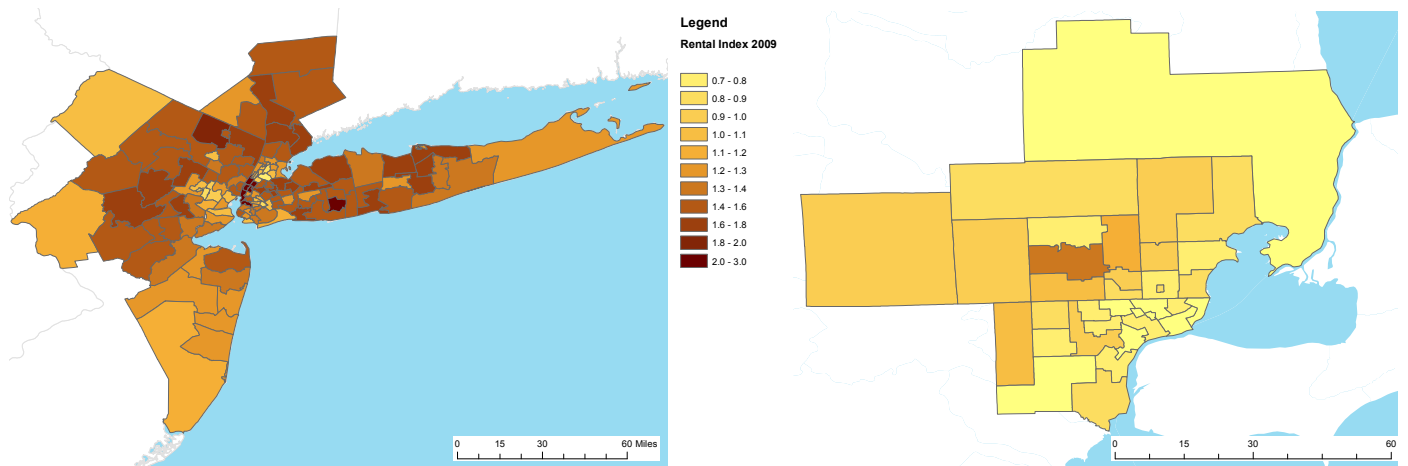 Legend
Rental Index 2009
0.7 - 0.8
0.8 - 0.9
0.9 - 1.0
1.0 - 1.1
1.1 - 1.2
1.2 - 1.3
1.3 - 1.4
1.4 - 1.6
1.6 - 1.8
1.8 - 2.0
2.0 - 3.0
0 15 30 60 Miles
0 15 30 60